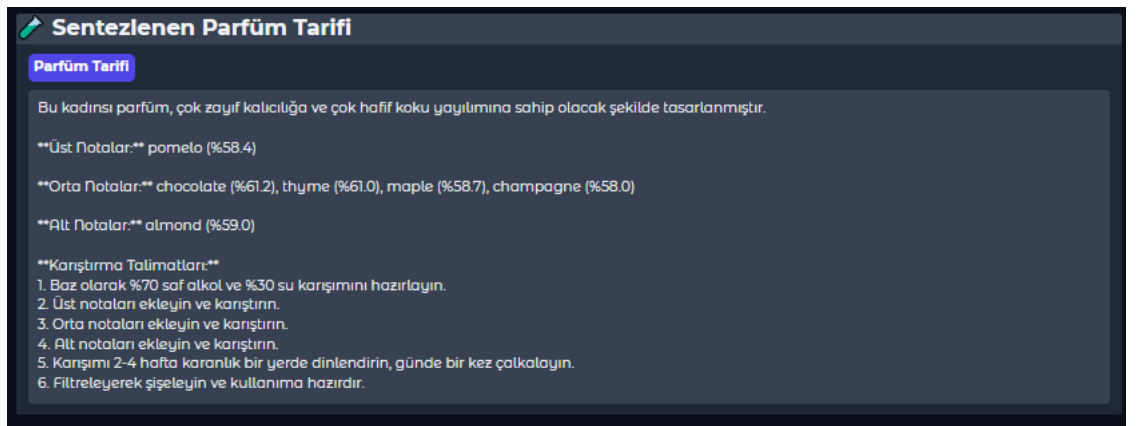 Sentezlenen Parfüm Tarifi
Parfüm Tarifi
Bu kadınsı parfüm, çok zayıf kalıcılığa ve çok hafif koku yayılımına sahip olacak şekilde tasarlanmıştır.
**Üst Notalar:** pomelo (%58.4)
**Orta Notalar:** chocolate (%61.2), thyme (%61.0), maple (%58.7), champagne (%58.0)
**Alt Notalar:** almond (%59.0)
**Karıştırma Talimatları:**
1. Baz olarak %70 saf alkol ve %30 su karışımını hazırlayın.
2. Üst notaları ekleyin ve karıştırın.
3. Orta notaları ekleyin ve karıştırın.
4. Alt notaları ekleyin ve karıştırın.
5. Karışımı 2-4 hafta karanlık bir yerde dinlendirin, günde bir kez çalkalayın.
6. Filtreleyerek şişeleyin ve kullanıma hazırdır.